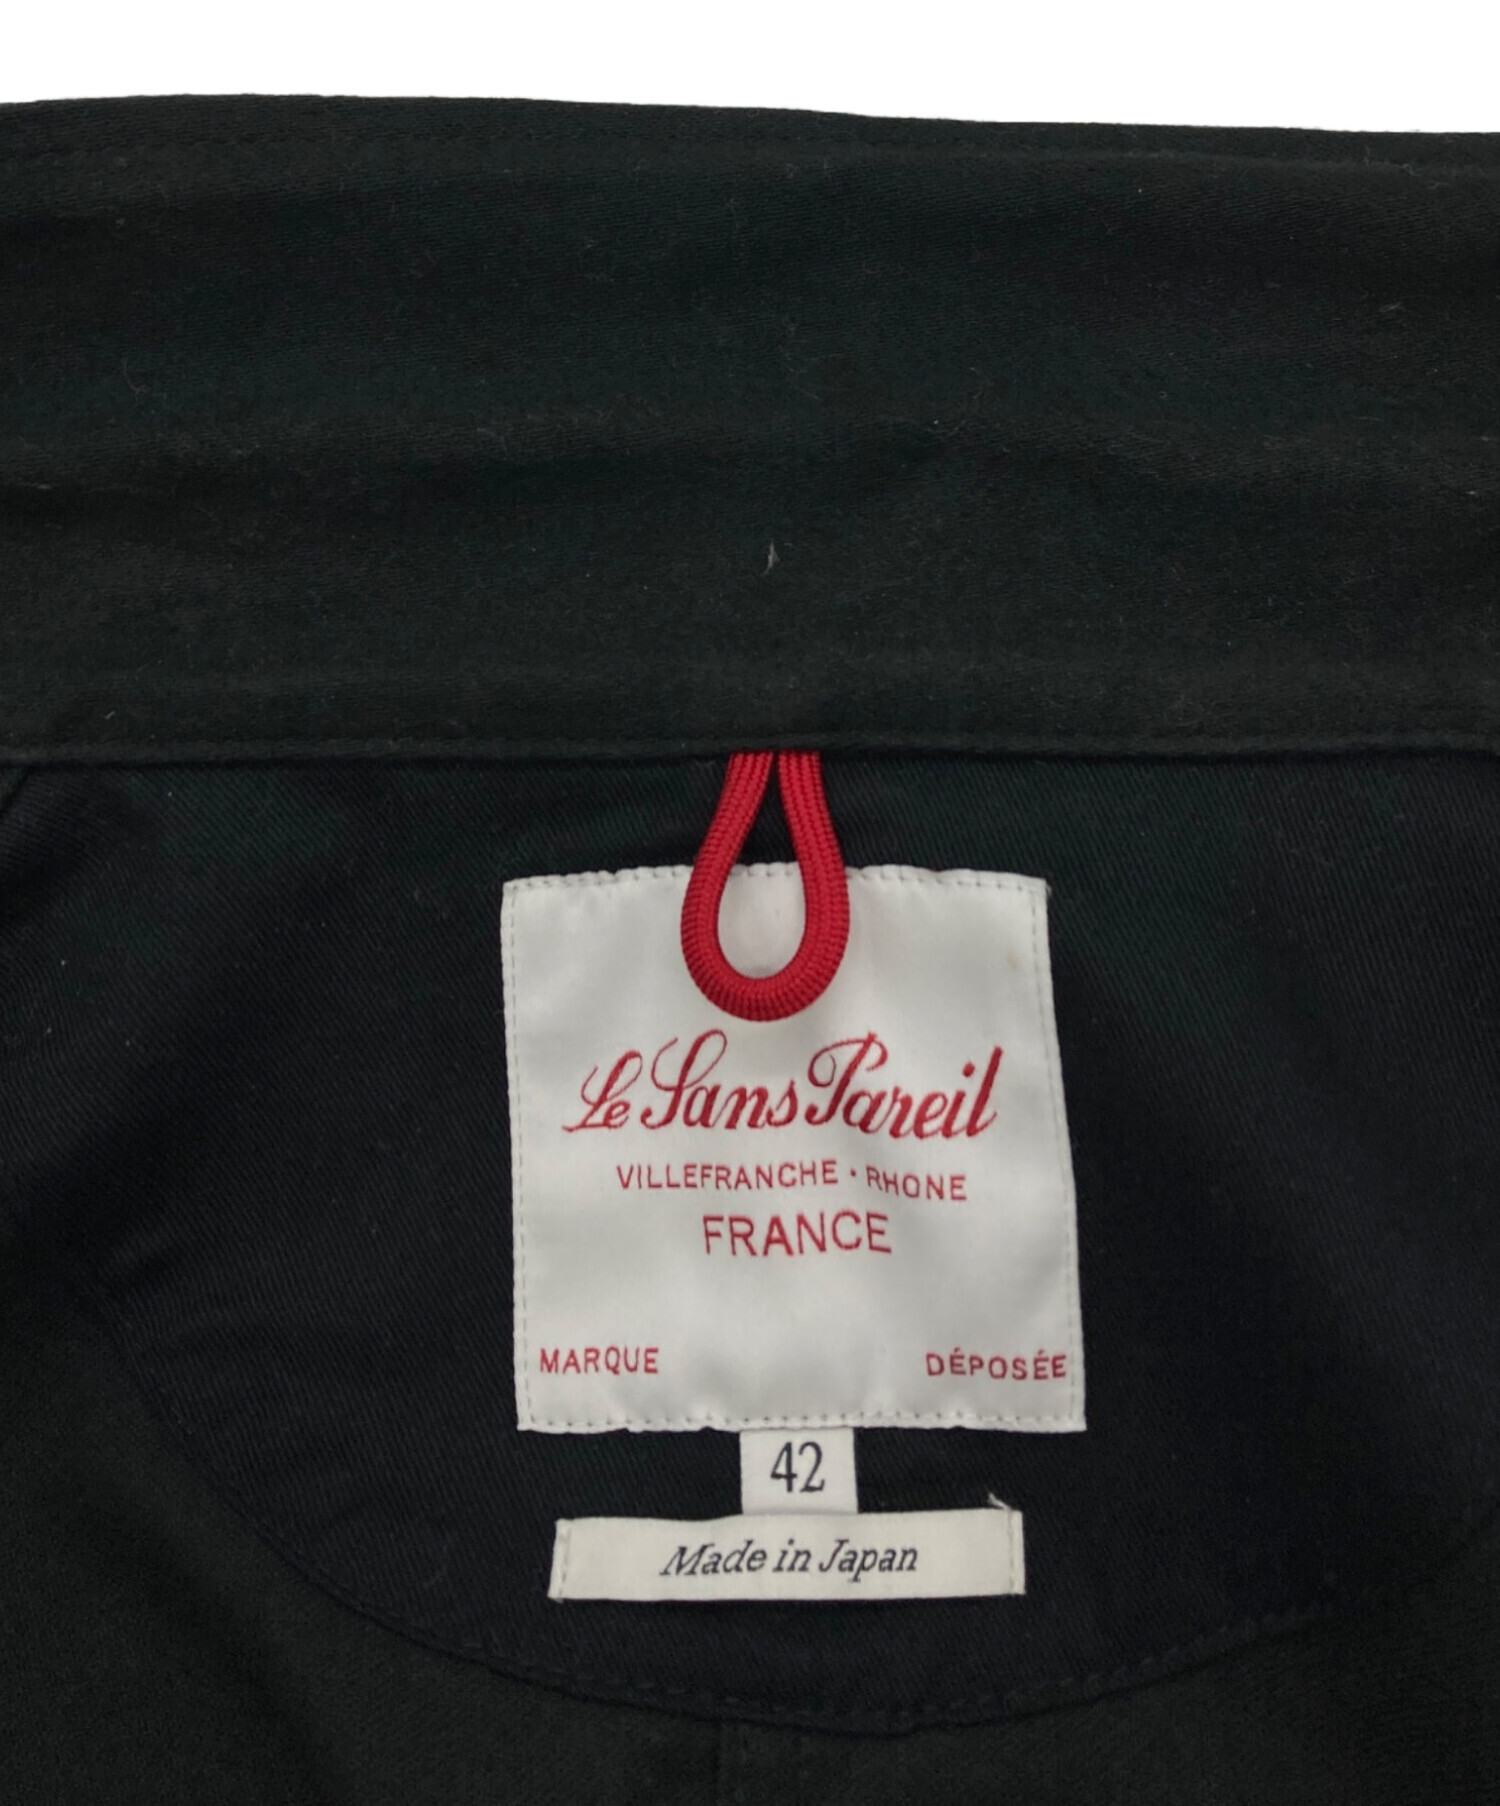 Le Sans Pareil
VILLEFRANCHE · RHONE
FRANCE
MARQUE DÉPOSÉE
42
Made in Japan